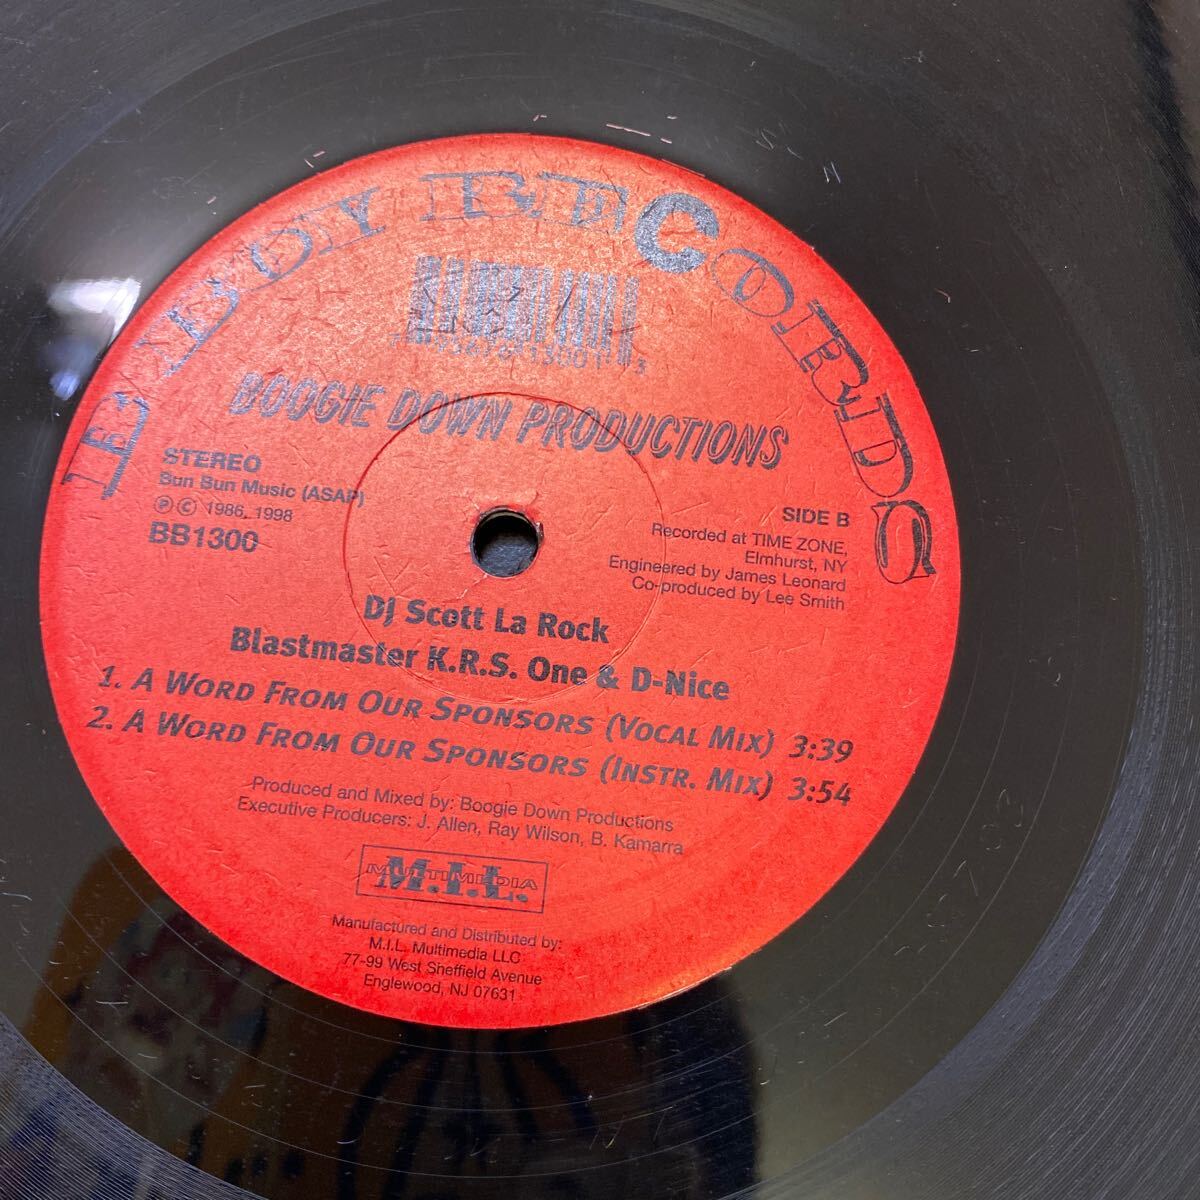 B-BOY RECORDS
BOOGIE DOWN PRODUCTIONS
STEREO
Bun Bun Music (ASAP)
℗ © 1986, 1998
BB1300
SIDE B
Recorded at TIME ZONE,
Elmhurst, NY
Engineered by James Leonard
Co-produced by Lee Smith
DJ Scott La Rock
Blastmaster K.R.S. One & D-Nice
1. A WORD FROM OUR SPONSORS (VOCAL MIX) 3:39
2. A WORD FROM OUR SPONSORS (INSTR. MIX) 3:54
Produced and Mixed by: Boogie Down Productions
Executive Producers: J. Allen, Ray Wilson, B. Kamarra
M.I.L.
MULTIMEDIA
Manufactured and Distributed by:
M.I.L. Multimedia LLC
77-99 West Sheffield Avenue
Englewood, NJ 07631